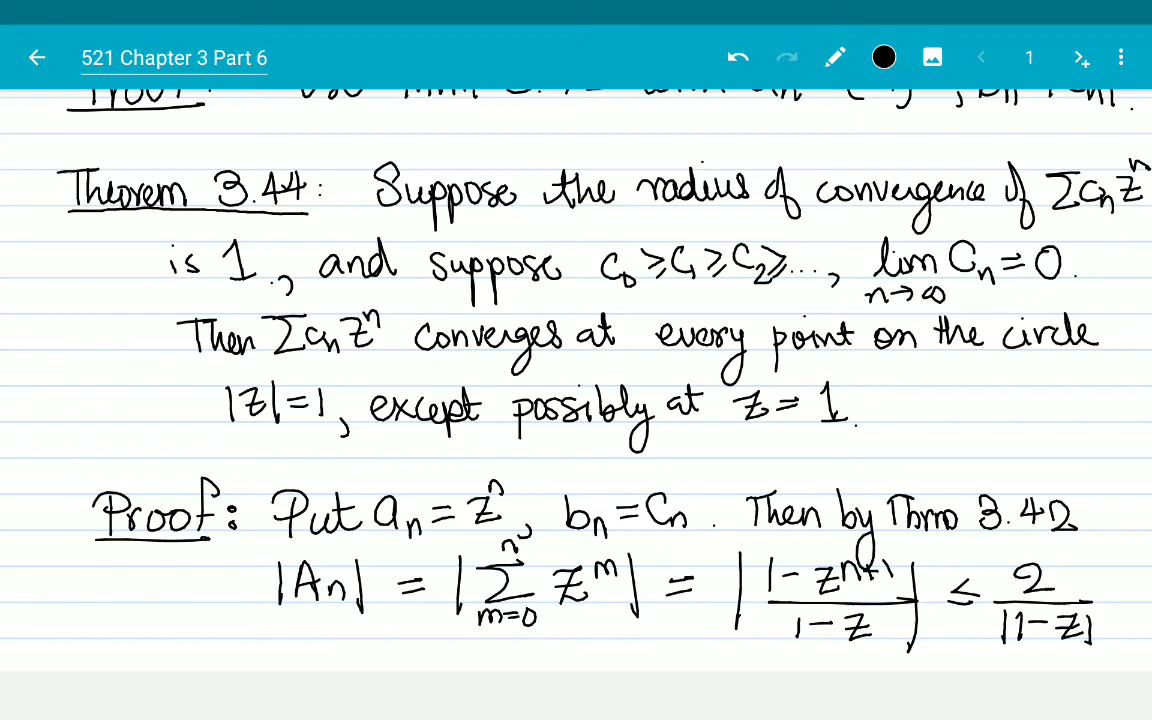 521 Chapter 3 Part 6
1
Proof:
Theorem 3.44: Suppose the radius of convergence of Σcₙzⁿ
is 1, and suppose c₀ ≥ c₁ ≥ c₂ ≥ ..., lim Cₙ = 0.
n→∞
Then Σcₙzⁿ converges at every point on the circle
|z| = 1, except possibly at z = 1.
Proof: Put aₙ = zⁿ, bₙ = Cₙ. Then by Thm 3.42
|Aₙ| = |Σ_{m=0}^{n} z^m| = |(1 - z^{n+1})/(1 - z)| ≤ 2/|1 - z|